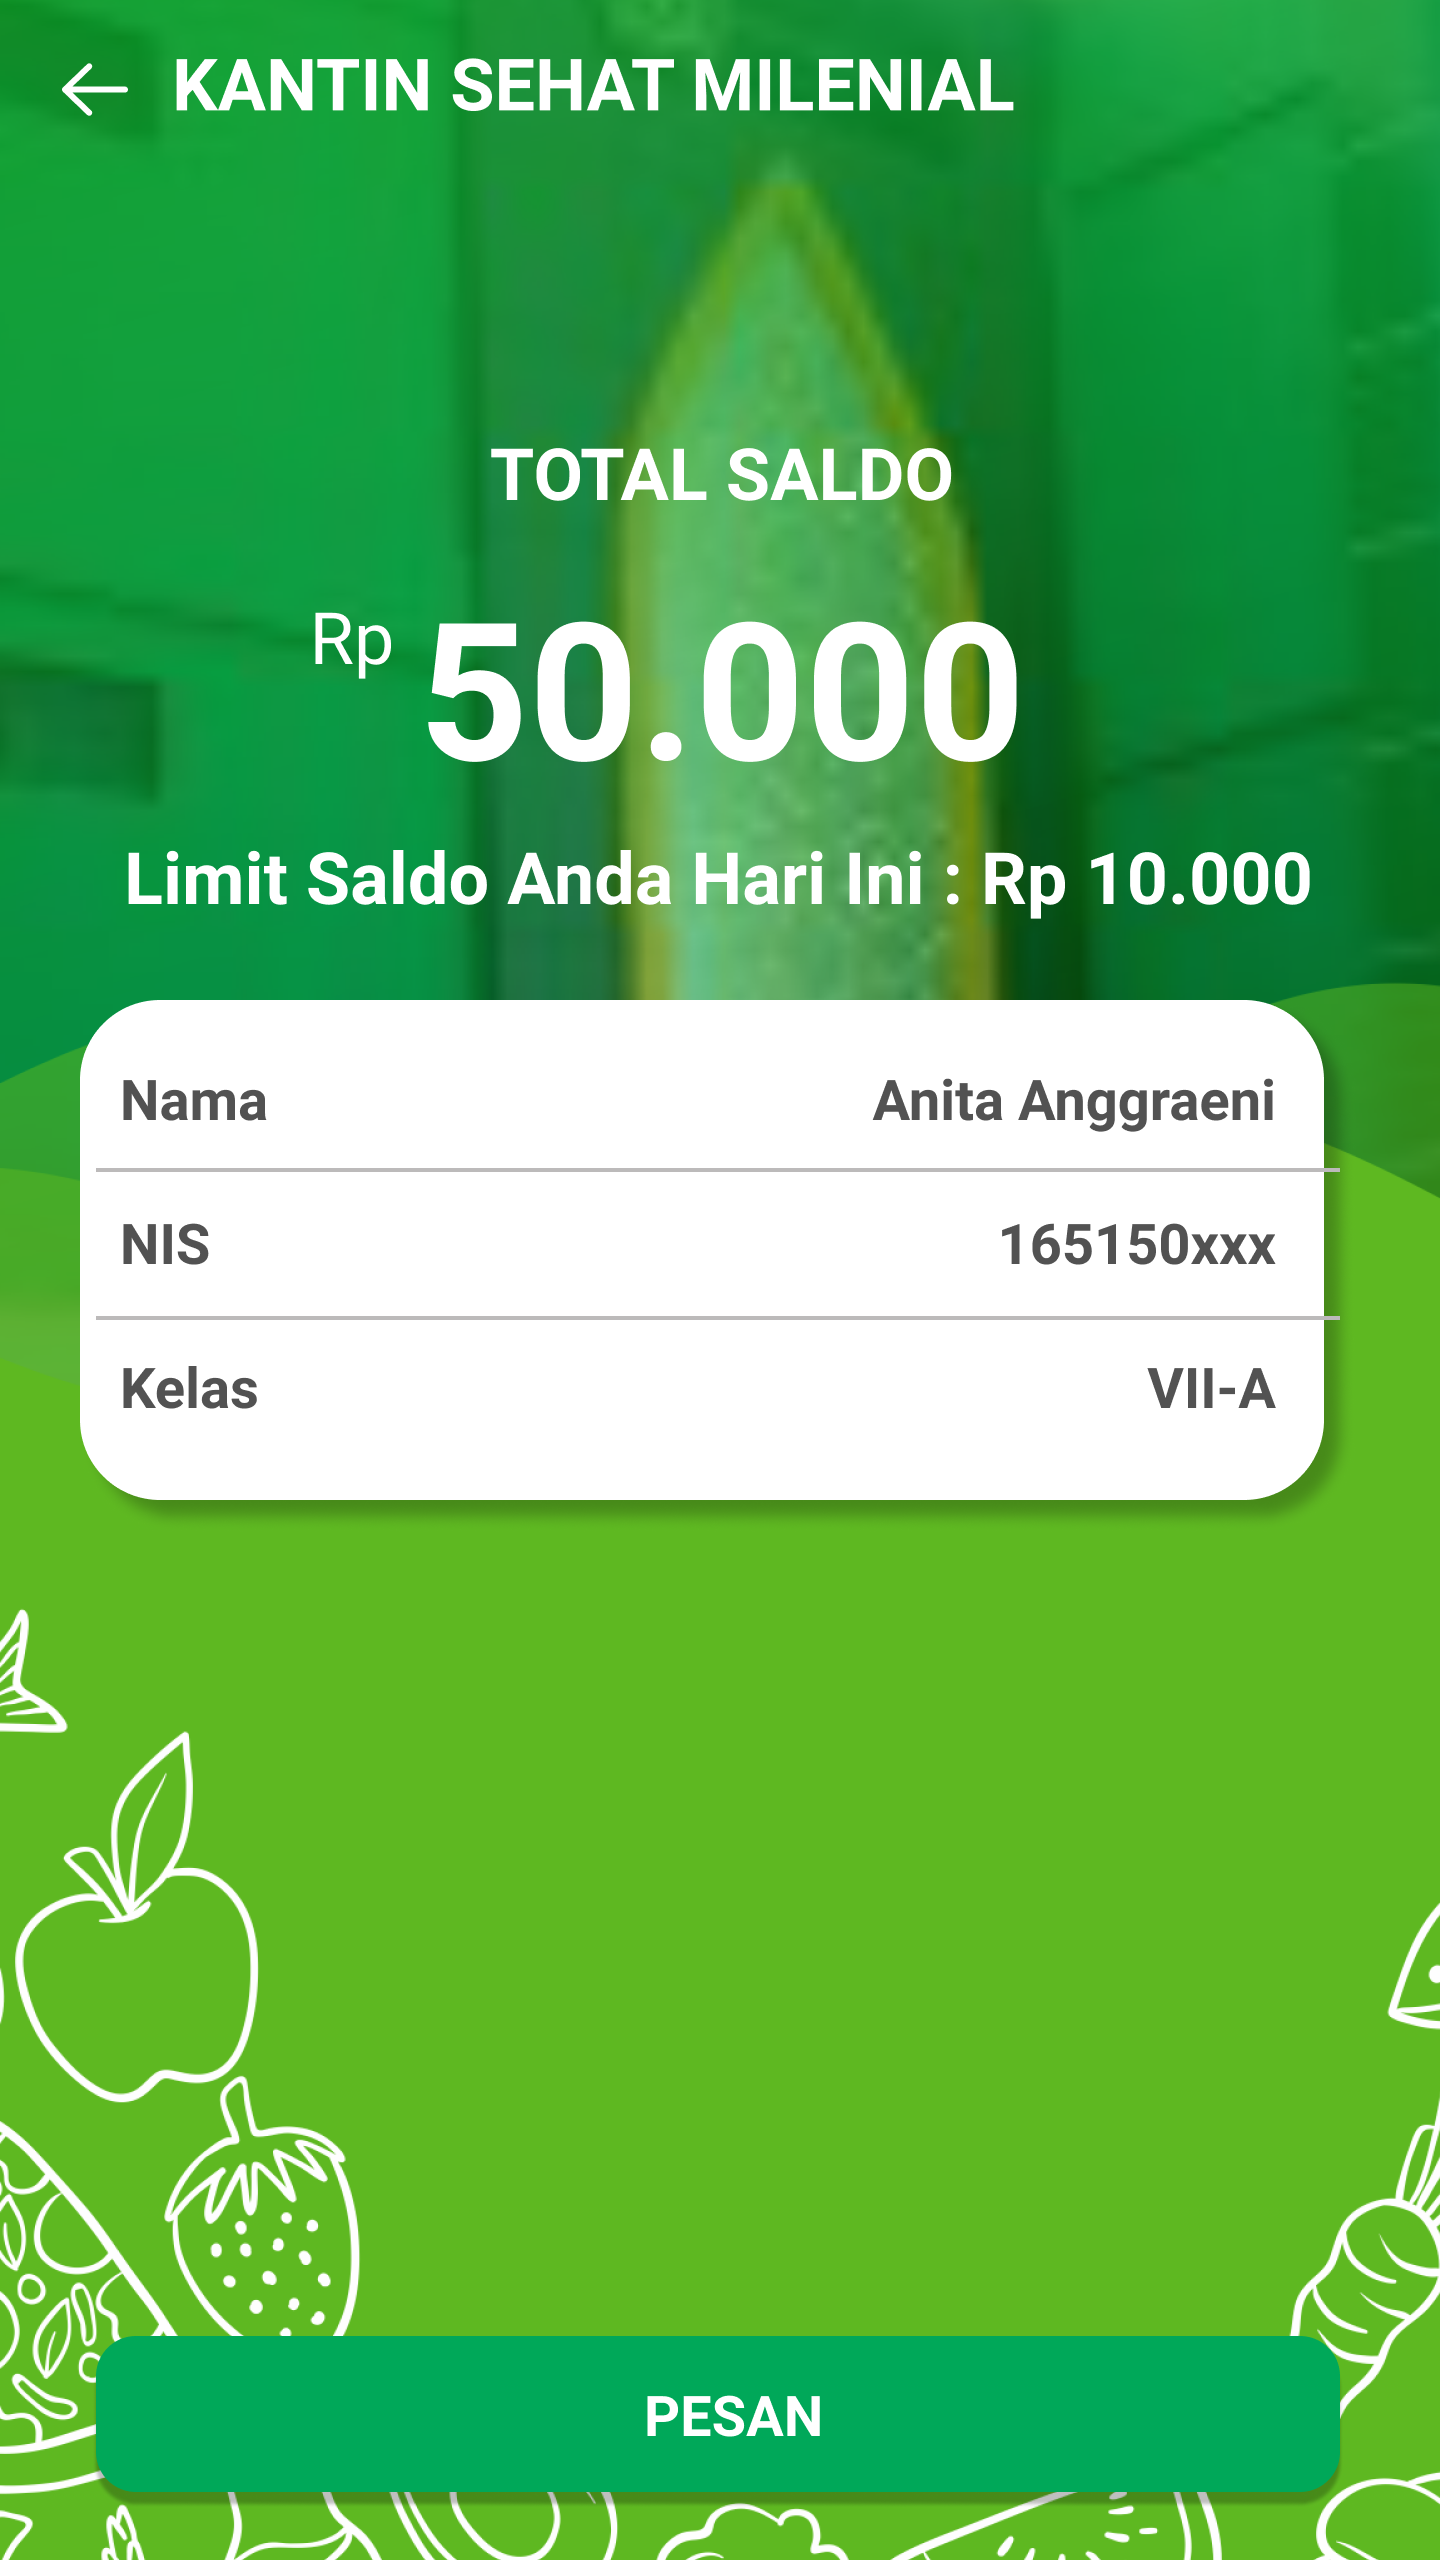 KANTIN SEHAT MILENIAL
TOTAL SALDO
Rp 50.000
Limit Saldo Anda Hari Ini : Rp 10.000
Nama Anita Anggraeni
NIS 165150xxx
Kelas VII-A
PESAN